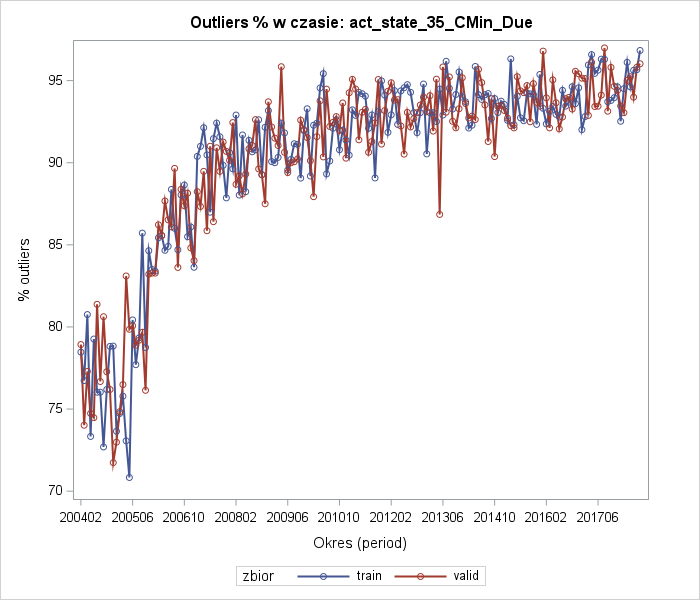 Outliers % w czasie: act_state_35_CMin_Due
% outliers
95
90
85
80
75
70
200402 200506 200610 200802 200906 201010 201202 201306 201410 201602 201706
Okres (period)
zbior train valid